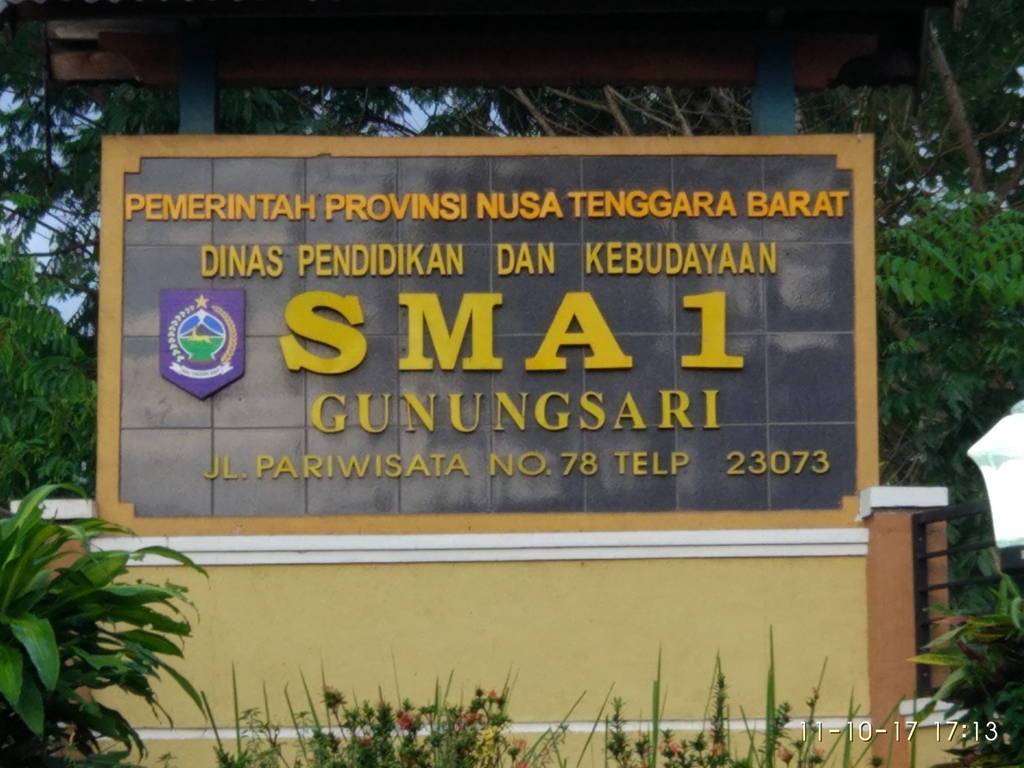 PEMERINTAH PROVINSI NUSA TENGGARA BARAT
DINAS PENDIDIKAN DAN KEBUDAYAAN
SMA 1
GUNUNGSARI
JL. PARIWISATA NO. 78 TELP 23073
11-10-17 17:13